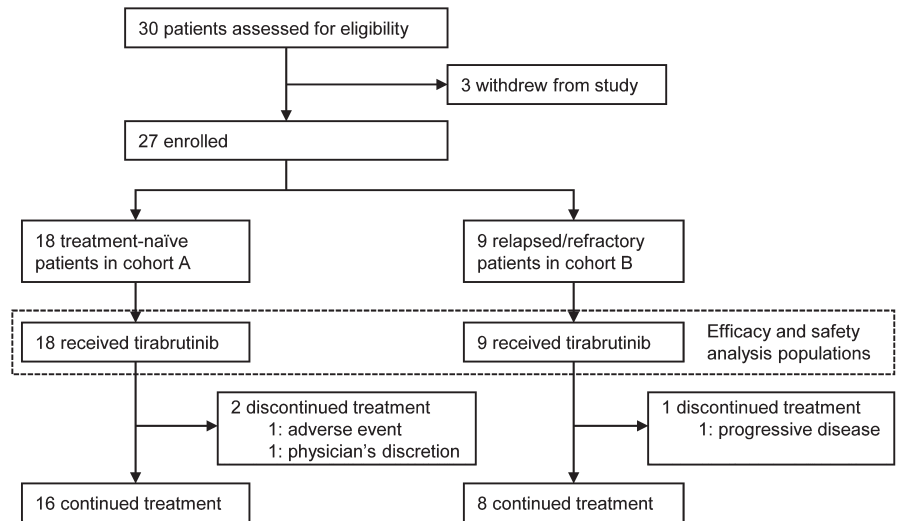 30 patients assessed for eligibility
3 withdrew from study
27 enrolled
18 treatment-naïve
patients in cohort A
9 relapsed/refractory
patients in cohort B
18 received tirabrutinib
9 received tirabrutinib
Efficacy and safety
analysis populations
2 discontinued treatment
1: adverse event
1: physician’s discretion
1 discontinued treatment
1: progressive disease
16 continued treatment
8 continued treatment